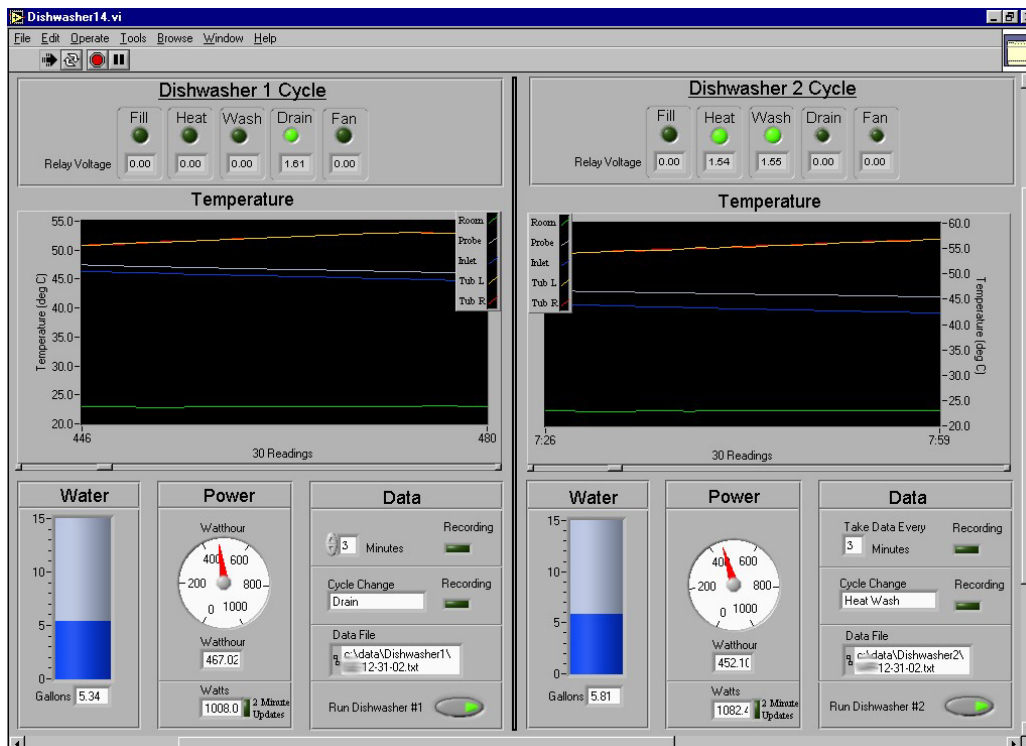 Dishwasher14.vi
File Edit Operate Tools Browse Window Help
Dishwasher 1 Cycle
Fill Heat Wash Drain Fan
Relay Voltage 0.00 0.00 0.00 1.61 0.00
Temperature
55.0
50.0
45.0
40.0
35.0
30.0
25.0
20.0
Temperature (deg C)
Room
Probe
Inlet
Tub L
Tub R
446 480
30 Readings
Water
15
10
5
0
Gallons 5.34
Power
Watthour
0 200 400 600 800 1000
Watthour
467.02
Watts
1008.0 2 Minute
Updates
Data
Recording
3 Minutes
Cycle Change Recording
Drain
Data File
c:\data\Dishwasher1\
12-31-02.txt
Run Dishwasher #1
Dishwasher 2 Cycle
Fill Heat Wash Drain Fan
Relay Voltage 0.00 1.54 1.55 0.00 0.00
Temperature
Room
Probe
Inlet
Tub L
Tub R
60.0
55.0
50.0
45.0
40.0
35.0
30.0
25.0
20.0
Temperature (deg C)
7:26 7:59
30 Readings
Water
15
10
5
0
Gallons 5.81
Power
Watthour
0 200 400 600 800 1000
Watthour
452.10
Watts
1082.4 2 Minute
Updates
Data
Take Data Every Recording
3 Minutes
Cycle Change Recording
Heat Wash
Data File
c:\data\Dishwasher2\
12-31-02.txt
Run Dishwasher #2